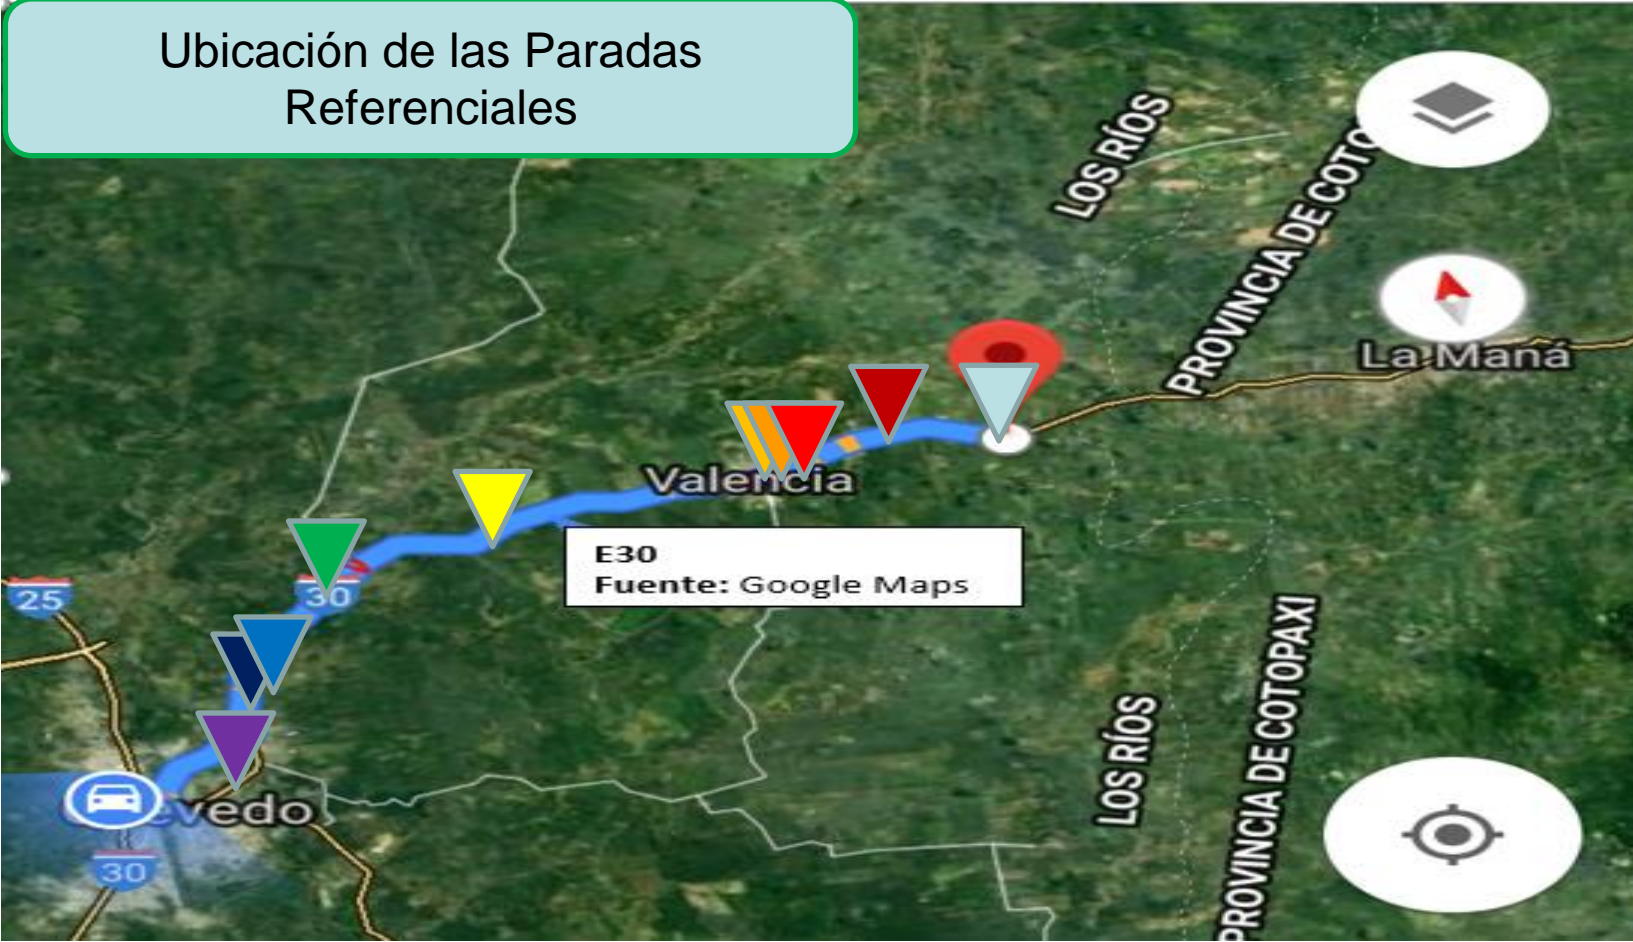 Ubicación de las Paradas
Referenciales
LOS RÍOS
PROVINCIA DE COTO
La Maná
Valencia
E30
Fuente: Google Maps
25
30
vedo
30
LOS RÍOS
PROVINCIA DE COTOPAXI